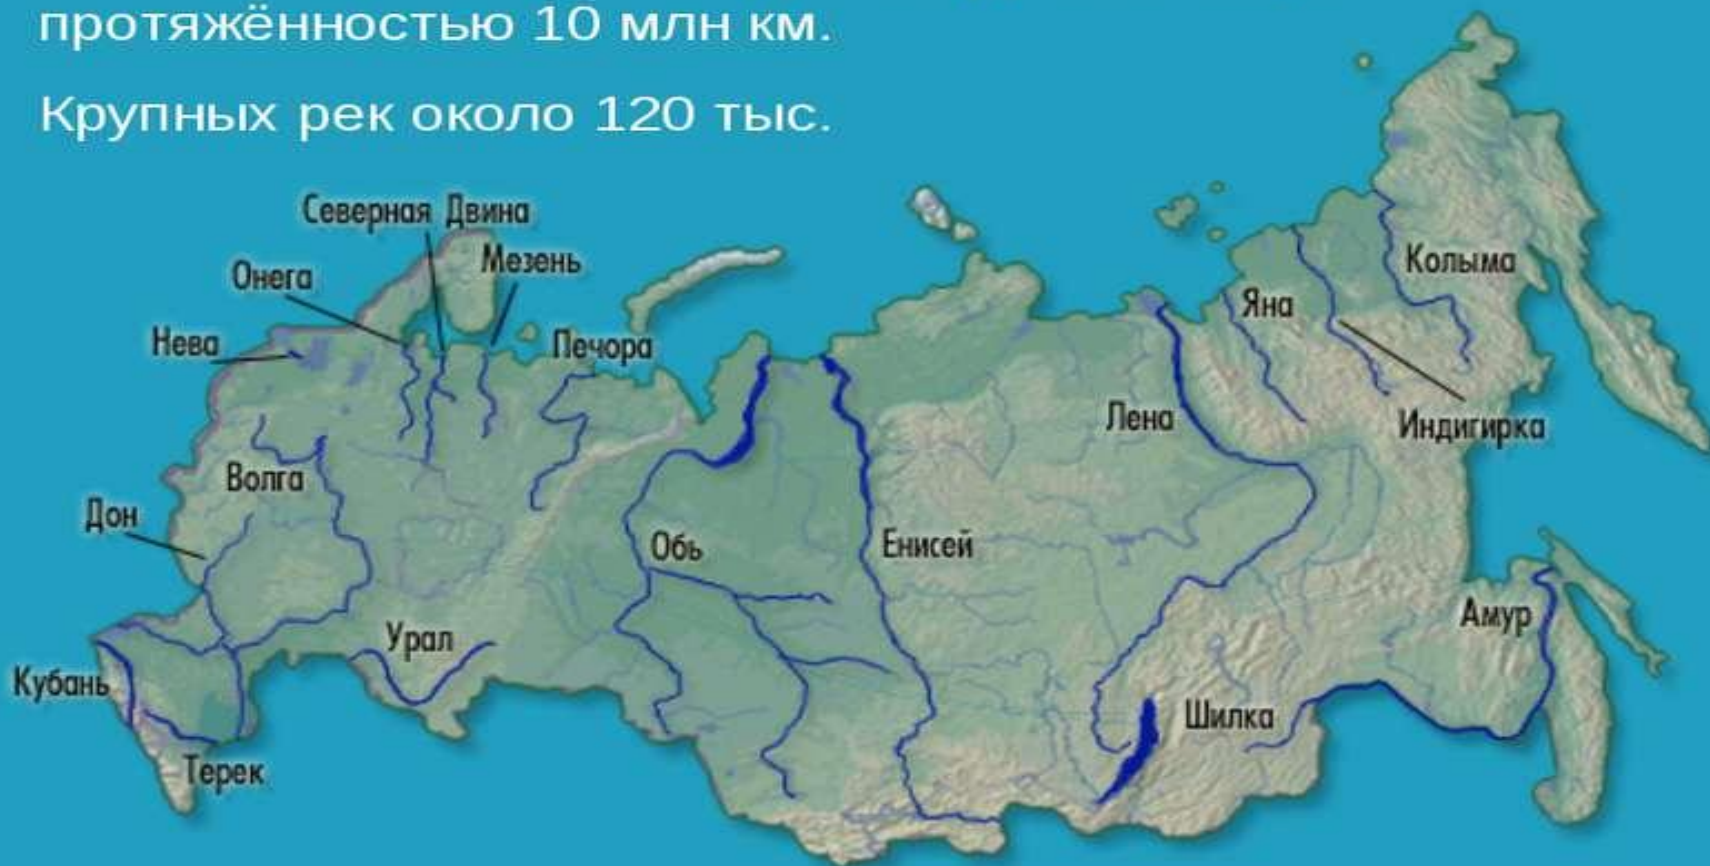 протяжённостью 10 млн км.
Крупных рек около 120 тыс.
Северная Двина
Мезень
Онега
Нева
Печора
Колыма
Яна
Лена
Индигирка
Волга
Дон
Обь
Енисей
Амур
Урал
Кубань
Шилка
Терек